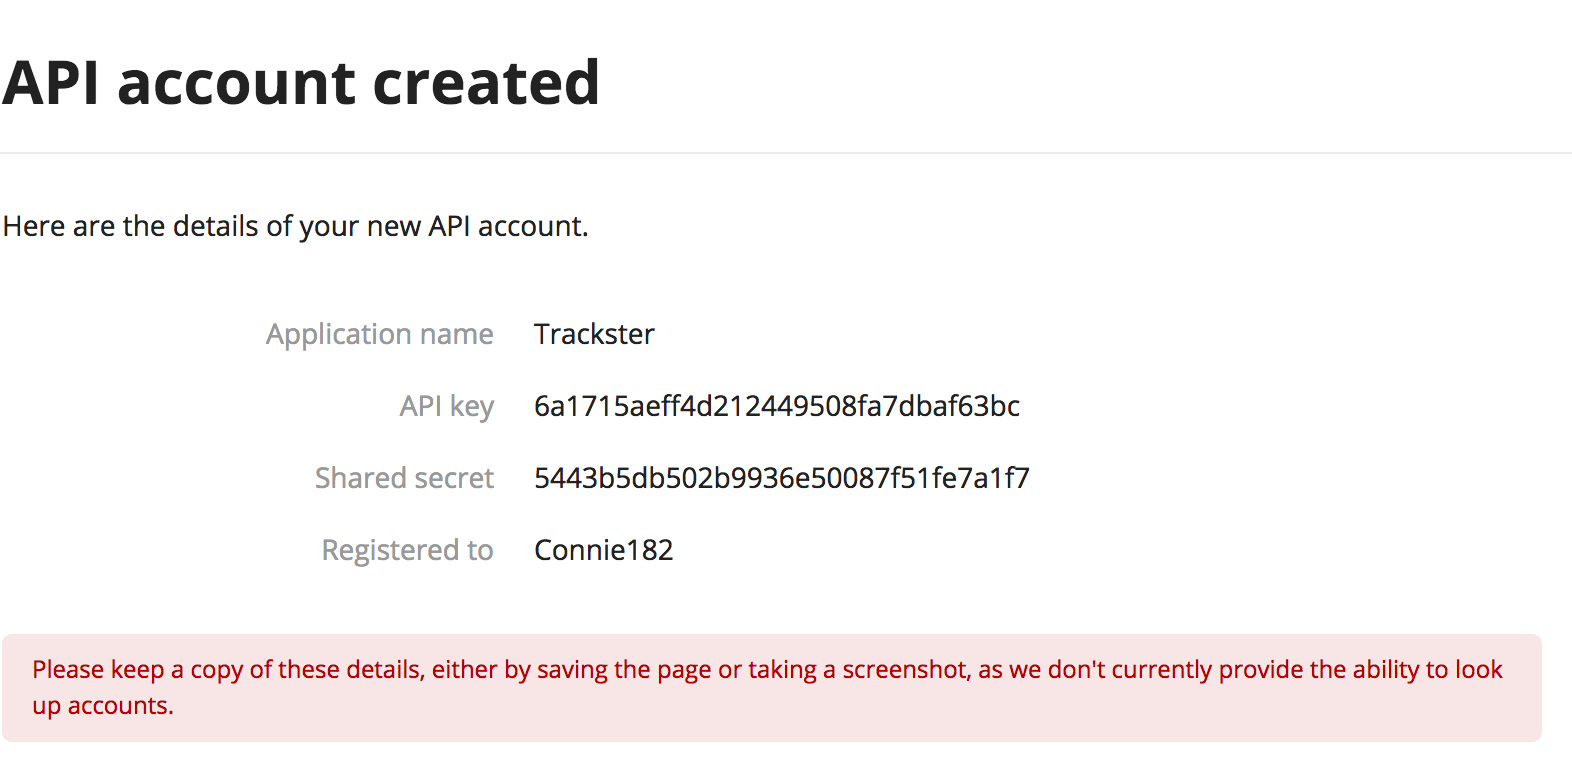 API account created
Here are the details of your new API account.
Application name Trackster
API key 6a1715aeff4d212449508fa7dbaf63bc
Shared secret 5443b5db502b9936e50087f51fe7a1f7
Registered to Connie182
Please keep a copy of these details, either by saving the page or taking a screenshot, as we don't currently provide the ability to look
up accounts.